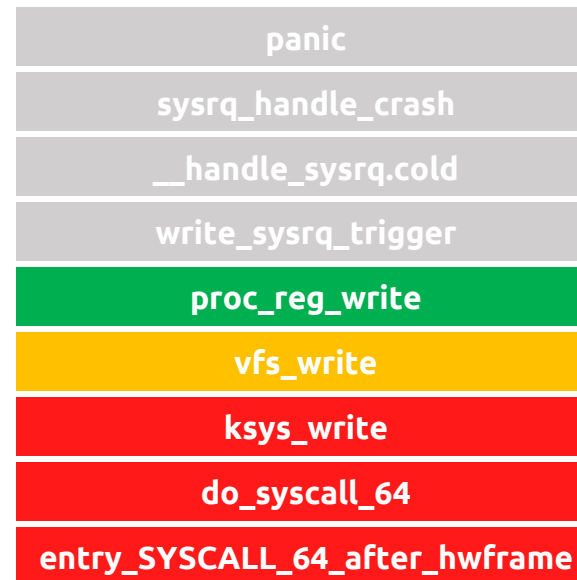 panic
sysrq_handle_crash
__handle_sysrq.cold
write_sysrq_trigger
proc_reg_write
vfs_write
ksys_write
do_syscall_64
entry_SYSCALL_64_after_hwframe